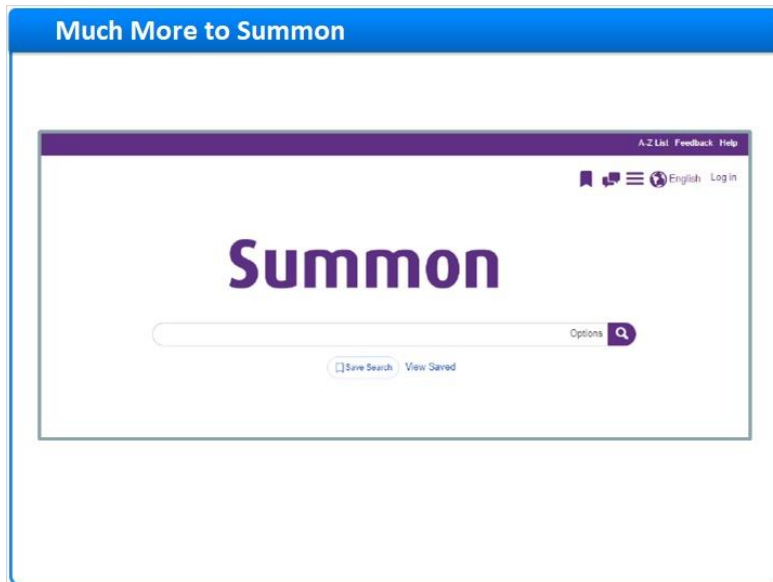 Much More to Summon
A-Z List Feedback Help
English Log in
Summon
Options
Save Search View Saved